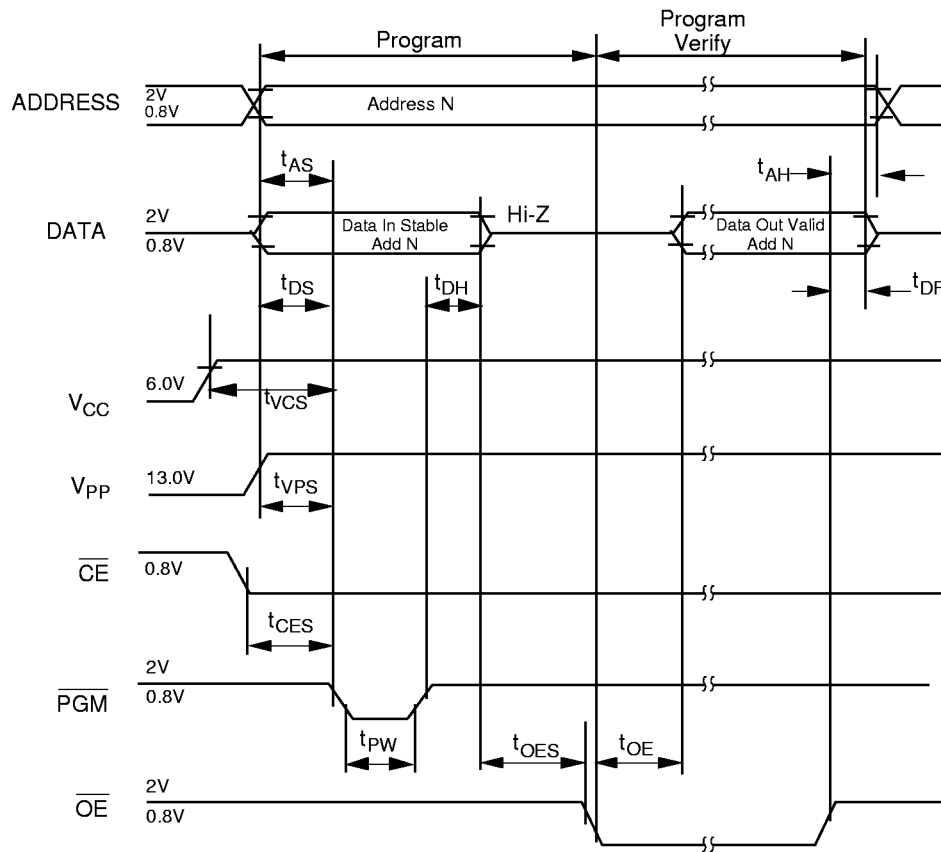 Program
Program
Verify
ADDRESS
2V
0.8V
Address N
tAS
tAH
DATA
2V
0.8V
Data In Stable
Add N
Hi-Z
Data Out Valid
Add N
tDS
tDH
tDF
VCC
6.0V
tVCS
VPP
13.0V
tVPS
CE
0.8V
tCES
PGM
2V
0.8V
tPW
tOES
tOE
OE
2V
0.8V